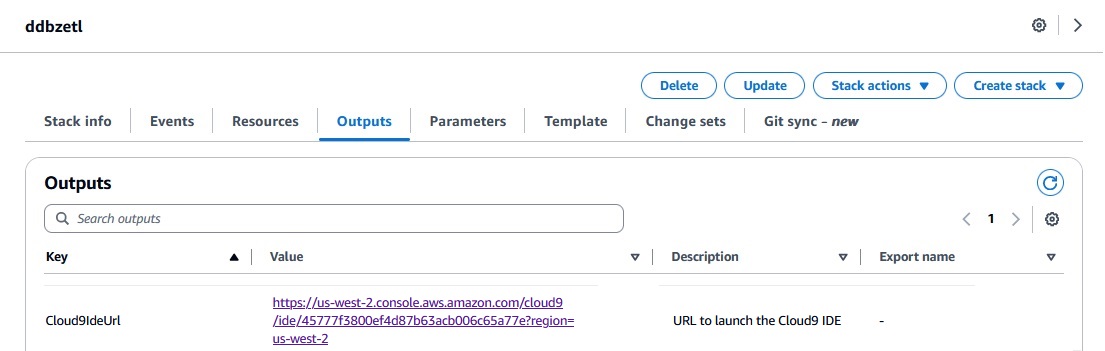 ddbzetl
Delete Update Stack actions Create stack
Stack info Events Resources Outputs Parameters Template Change sets Git sync - new
Outputs
Search outputs
1
Key Value Description Export name
https://us-west-2.console.aws.amazon.com/cloud9
/ide/45777f3800ef4d87b63acb006c65a77e?region=
us-west-2
Cloud9IdeUrl URL to launch the Cloud9 IDE -